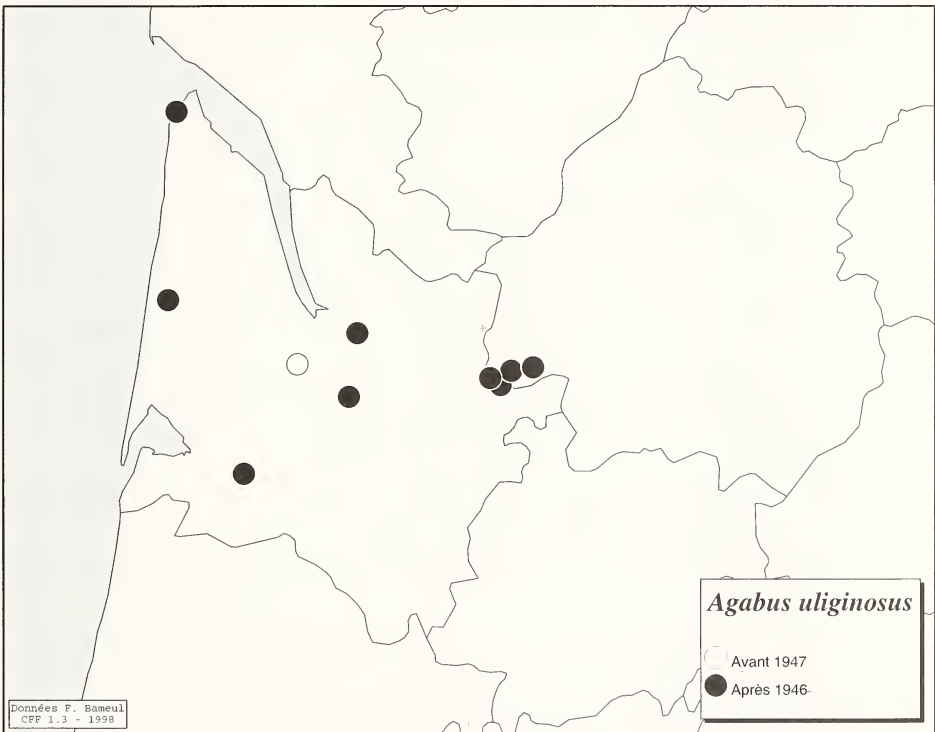 Agabus uliginosus
Avant 1947
Après 1946
Données F. Bameul
CFF 1.3 - 1998